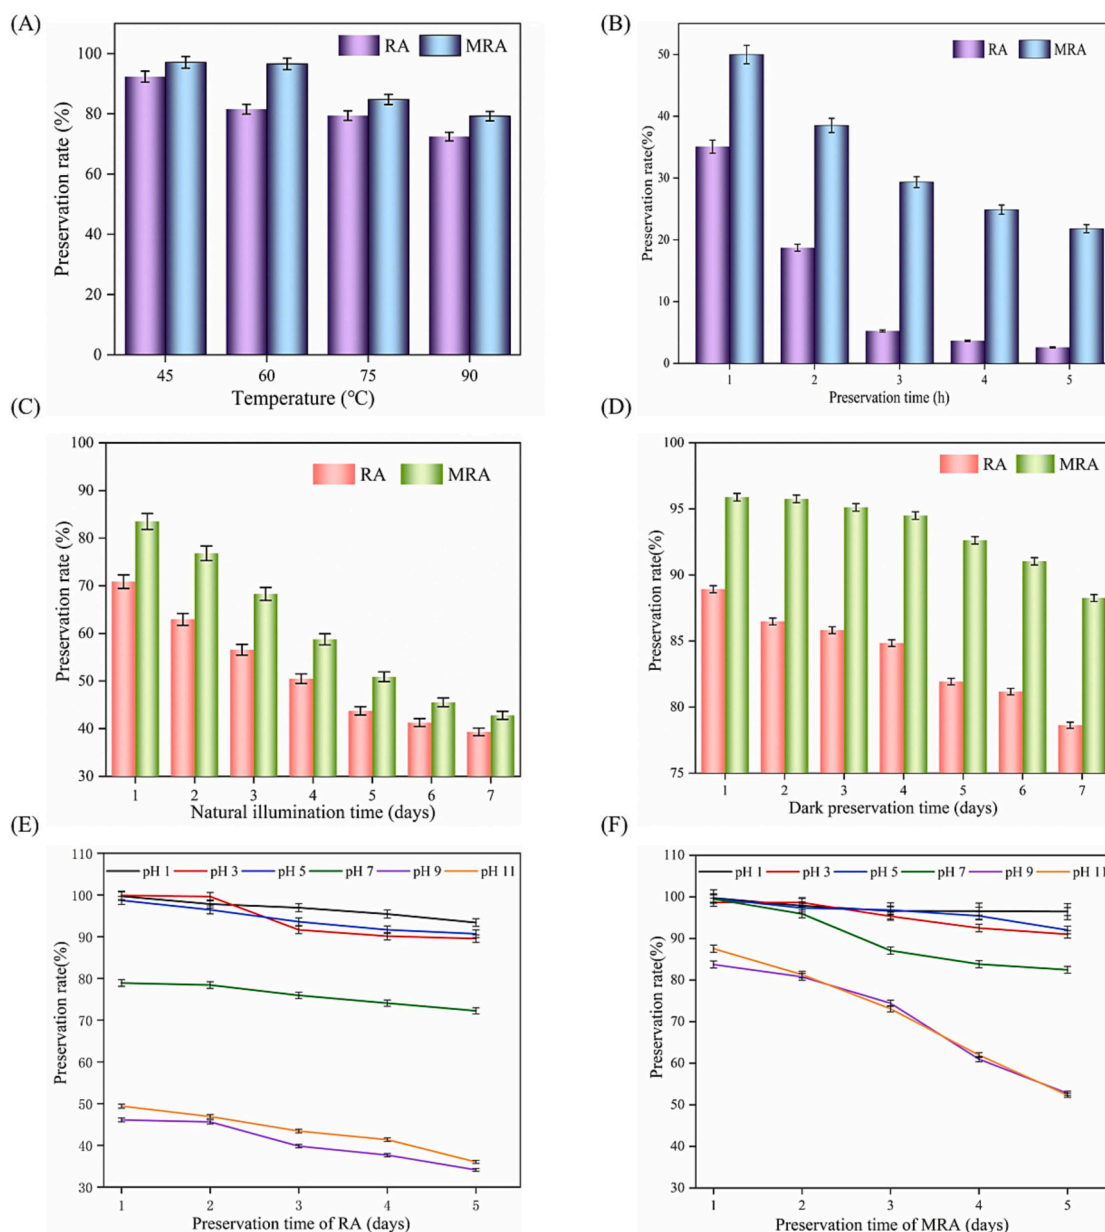 (A)
RA MRA
100
80
60
40
20
0
Preservation rate (%)
45 60 75 90
Temperature (℃)
(B)
RA MRA
50
40
30
20
10
0
Preservation rate(%)
1 2 3 4 5
Preservation time (h)
(C)
RA MRA
100
90
80
70
60
50
40
30
Preservation rate (%)
1 2 3 4 5 6 7
Natural illumination time (days)
(D)
RA MRA
100
95
90
85
80
75
Preservation rate(%)
1 2 3 4 5 6 7
Dark preservation time (days)
(E)
pH 1 pH 3 pH 5 pH 7 pH 9 pH 11
110
100
90
80
70
60
50
40
30
Preservation rate(%)
1 2 3 4 5
Preservation time of RA (days)
(F)
pH 1 pH 3 pH 5 pH 7 pH 9 pH 11
110
100
90
80
70
60
50
40
30
Preservation rate(%)
1 2 3 4 5
Preservation time of MRA (days)